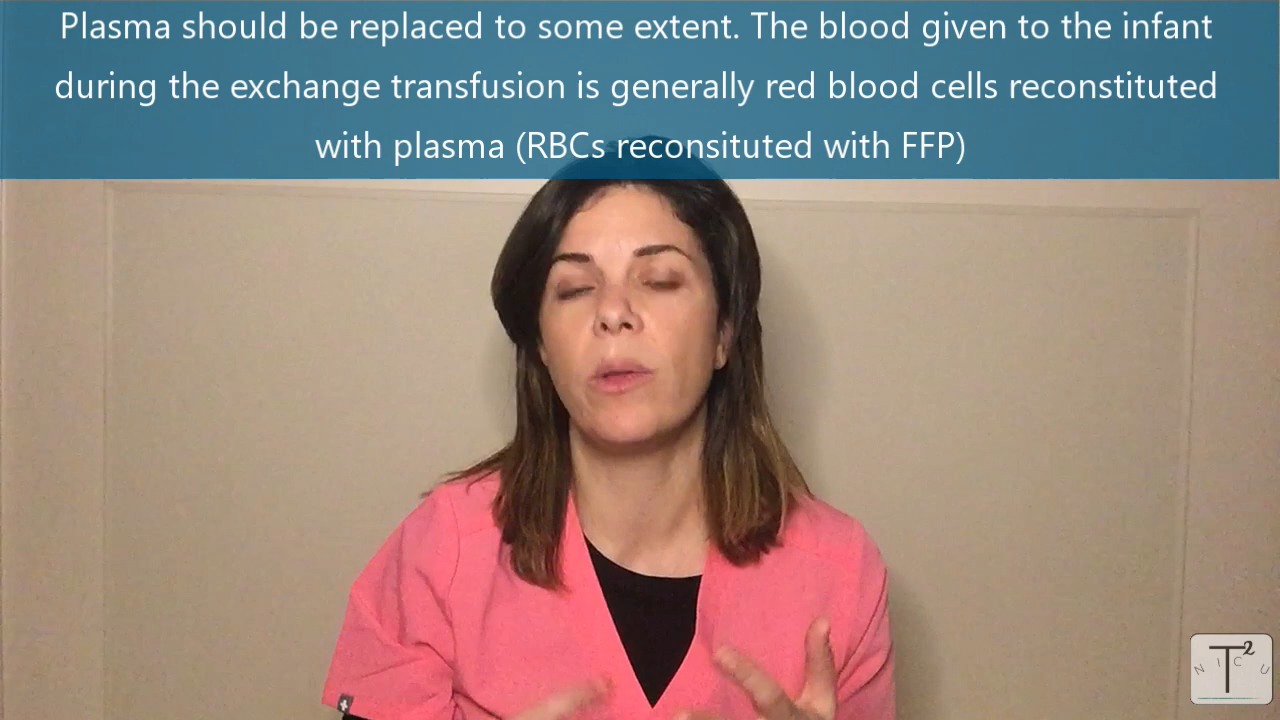 Plasma should be replaced to some extent. The blood given to the infant
during the exchange transfusion is generally red blood cells reconstituted
with plasma (RBCs reconsituted with FFP)
T²
N I C U